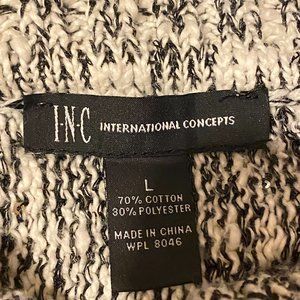 I.N.C INTERNATIONAL CONCEPTS
L
70% COTTON
30% POLYESTER
MADE IN CHINA
WPL 8046